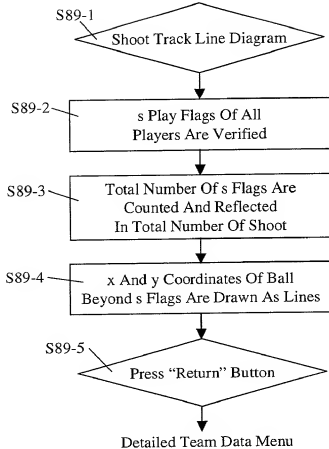 S89-1
Shoot Track Line Diagram
S89-2
s Play Flags Of All
Players Are Verified
S89-3
Total Number Of s Flags Are
Counted And Reflected
In Total Number Of Shoot
S89-4
x And y Coordinates Of Ball
Beyond s Flags Are Drawn As Lines
S89-5
Press “Return” Button
Detailed Team Data Menu